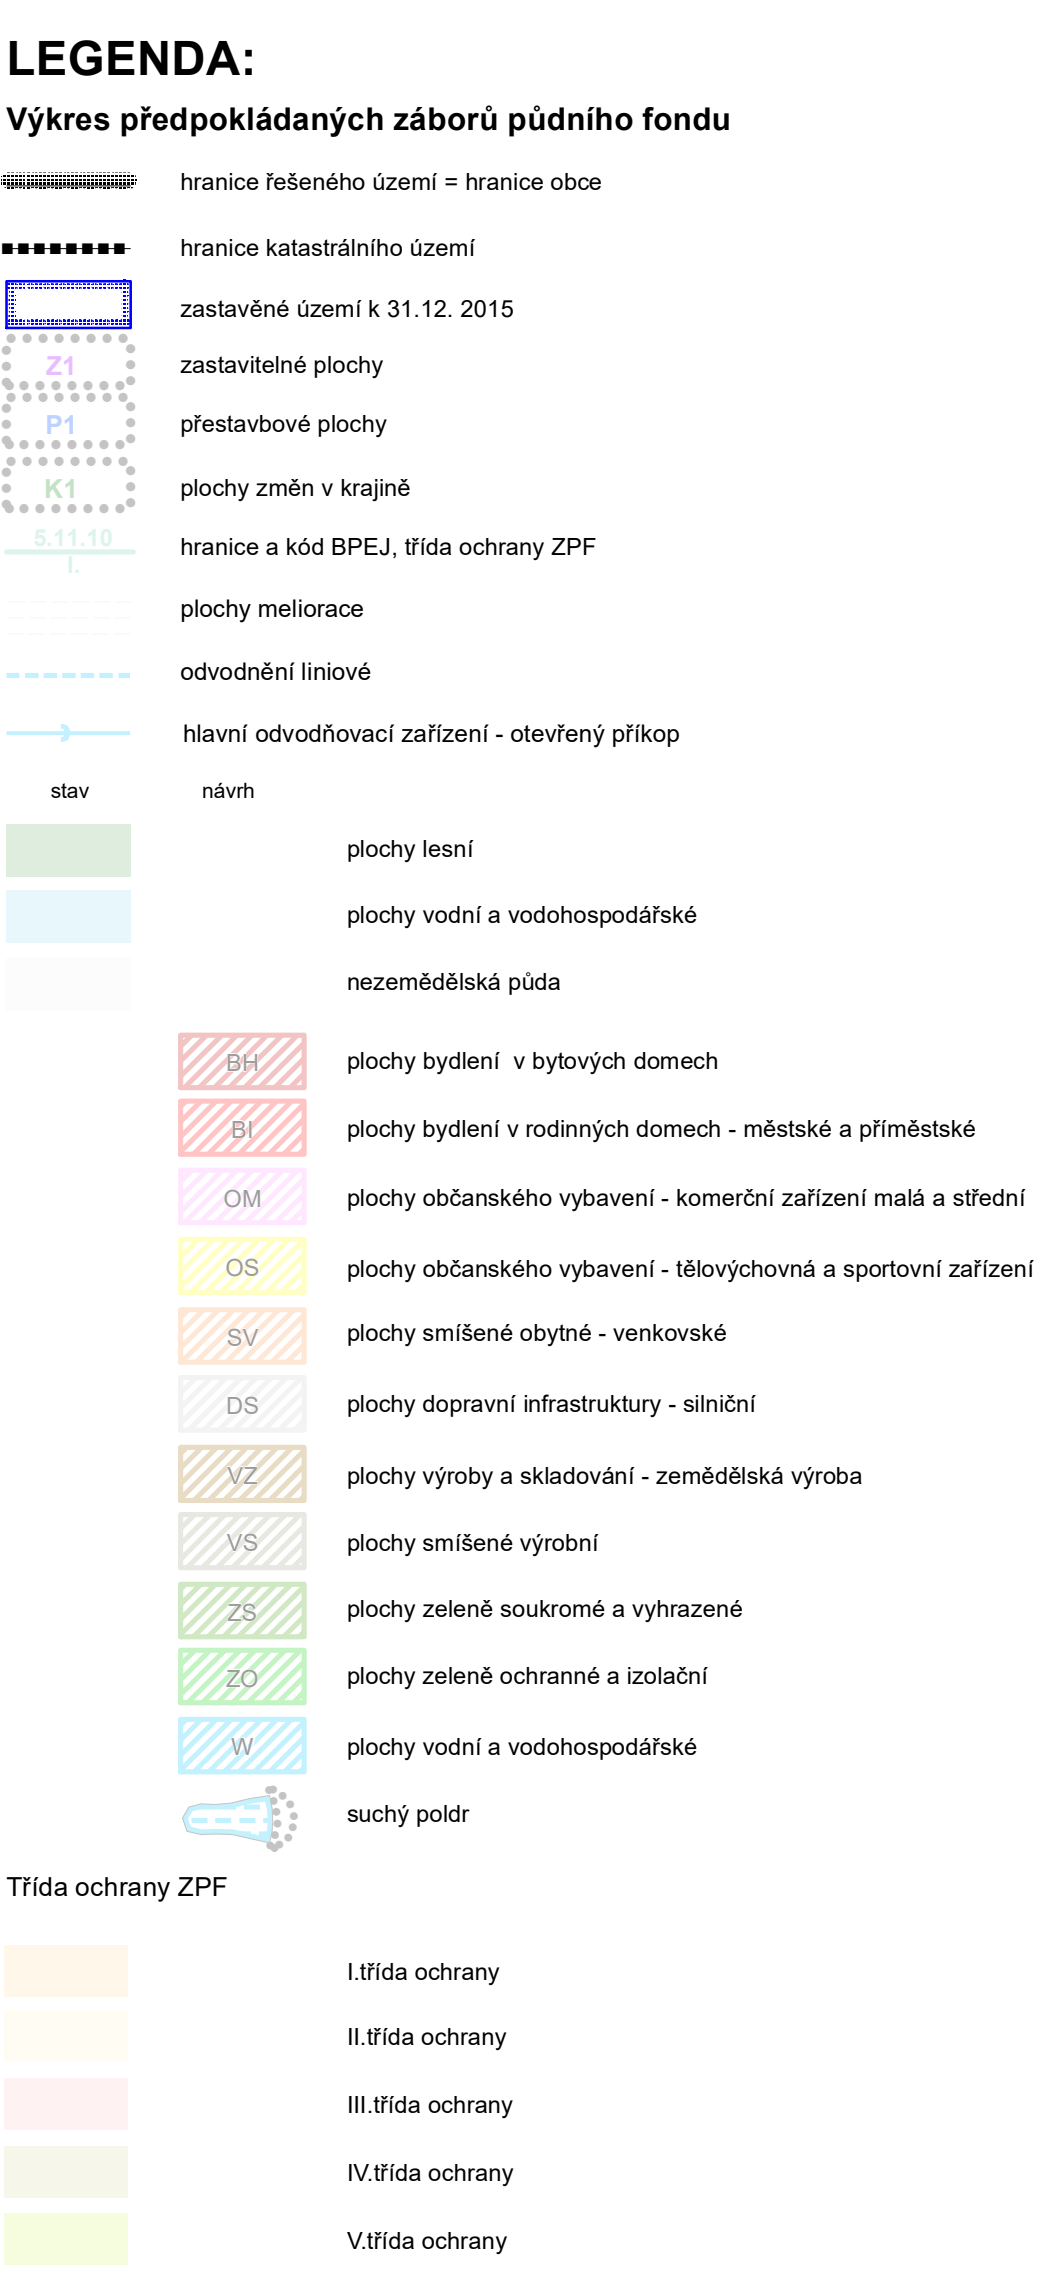 LEGENDA:
Výkres předpokládaných záborů půdního fondu
hranice řešeného území = hranice obce
hranice katastrálního území
zastavěné území k 31.12. 2015
Z1 zastavitelné plochy
P1 přestavbové plochy
K1 plochy změn v krajině
5.11.10
hranice a kód BPEJ, třída ochrany ZPF
I.
plochy meliorace
odvodnění liniové
hlavní odvodňovací zařízení - otevřený příkop
stav návrh
plochy lesní
plochy vodní a vodohospodářské
nezemědělská půda
BH plochy bydlení v bytových domech
BI plochy bydlení v rodinných domech - městské a příměstské
OM plochy občanského vybavení - komerční zařízení malá a střední
OS plochy občanského vybavení - tělovýchovná a sportovní zařízení
SV plochy smíšené obytné - venkovské
DS plochy dopravní infrastruktury - silniční
VZ plochy výroby a skladování - zemědělská výroba
VS plochy smíšené výrobní
ZS plochy zeleně soukromé a vyhrazené
ZO plochy zeleně ochranné a izolační
W plochy vodní a vodohospodářské
suchý poldr
Třída ochrany ZPF
I.třída ochrany
II.třída ochrany
III.třída ochrany
IV.třída ochrany
V.třída ochrany